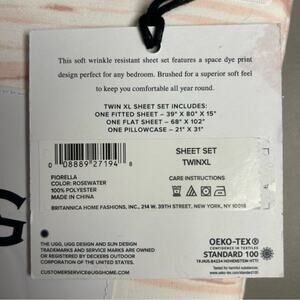 This soft wrinkle resistant sheet set features a space dye print
design perfect for any bedroom. Brushed for a superior soft feel
to keep you comfortable all year round.
TWIN XL SHEET SET INCLUDES:
ONE FITTED SHEET – 39" X 80" X 15"
ONE FLAT SHEET – 68" X 102"
ONE PILLOWCASE – 21" X 31"
0 08889 27194 8
SHEET SET
TWINXL
FIORELLA
COLOR: ROSEWATER
100% POLYESTER
MADE IN CHINA
CARE INSTRUCTIONS
BRITANNICA HOME FASHIONS, INC., 214 W. 39TH STREET, NEW YORK, NY 10018
THE UGG, UGG DESIGN AND SUN DESIGN
TRADEMARKS AND SERVICE MARKS ARE OWNED
OR REGISTERED BY DECKERS OUTDOOR
CORPORATION OF THE UNITED STATES.
CUSTOMERSERVICE@UGGHOME.COM
OEKO-TEX®
CONFIDENCE IN TEXTILES
STANDARD 100
Tested for harmful substances.
G